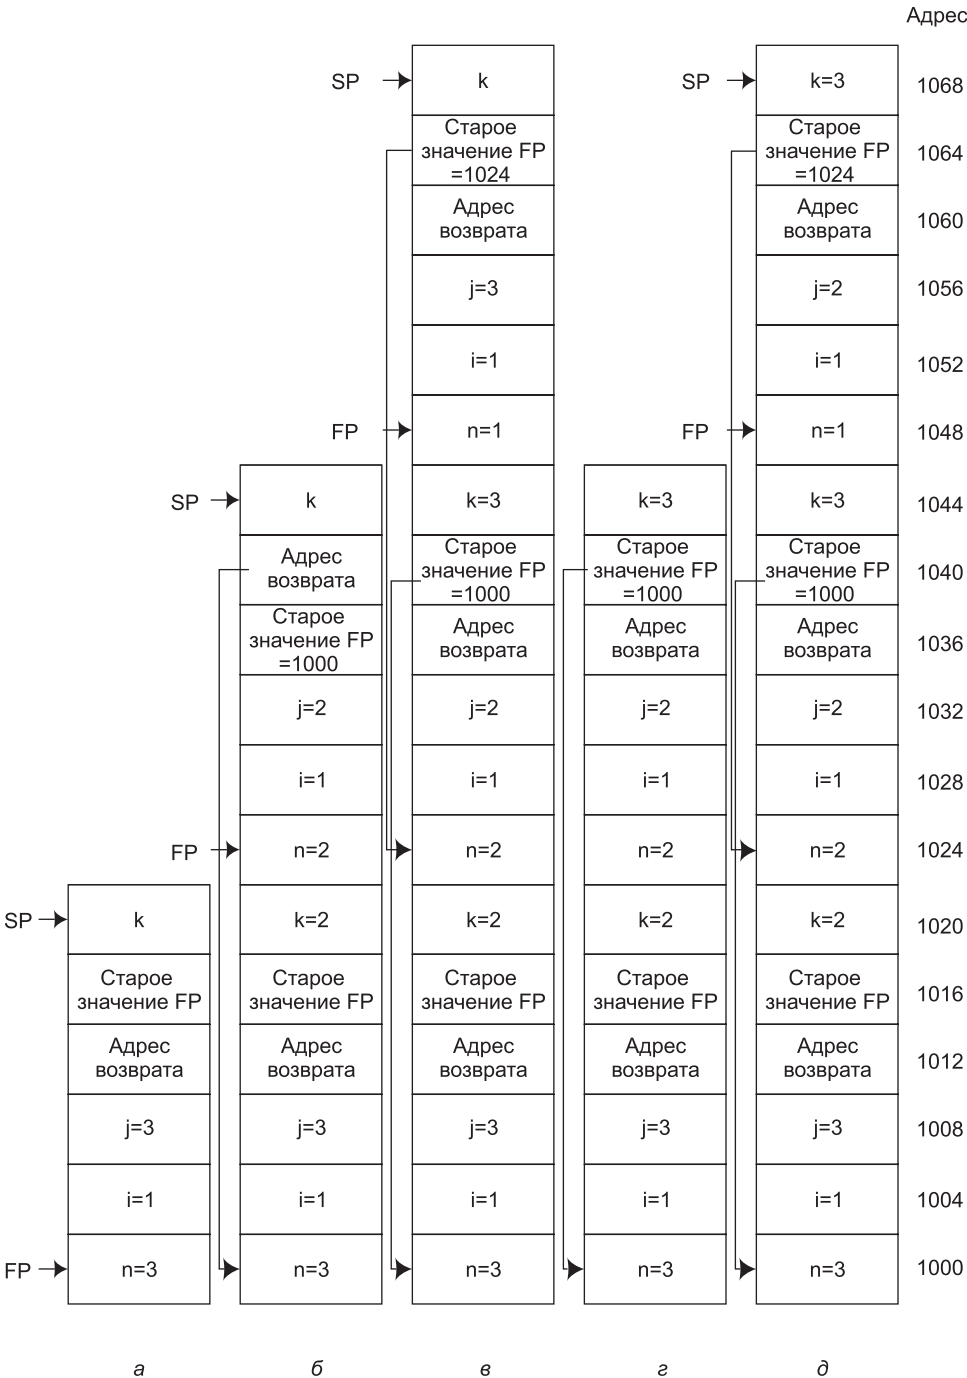 Адрес
SP
k
SP
k=3
1068
Старое
значение FP
=1024
Старое
значение FP
=1024
1064
Адрес
возврата
Адрес
возврата
1060
j=3
j=2
1056
i=1
i=1
1052
FP
n=1
FP
n=1
1048
SP
k
k=3
k=3
k=3
1044
Адрес
возврата
Старое
значение FP
=1000
Старое
значение FP
=1000
Старое
значение FP
=1000
1040
Старое
значение FP
=1000
Адрес
возврата
Адрес
возврата
Адрес
возврата
1036
j=2
j=2
j=2
j=2
1032
i=1
i=1
i=1
i=1
1028
FP
n=2
n=2
n=2
n=2
1024
SP
k
k=2
k=2
k=2
k=2
1020
Старое
значение FP
Старое
значение FP
Старое
значение FP
Старое
значение FP
Старое
значение FP
1016
Адрес
возврата
Адрес
возврата
Адрес
возврата
Адрес
возврата
Адрес
возврата
1012
j=3
j=3
j=3
j=3
j=3
1008
i=1
i=1
i=1
i=1
i=1
1004
FP
n=3
n=3
n=3
n=3
n=3
1000
а
б
в
г
д